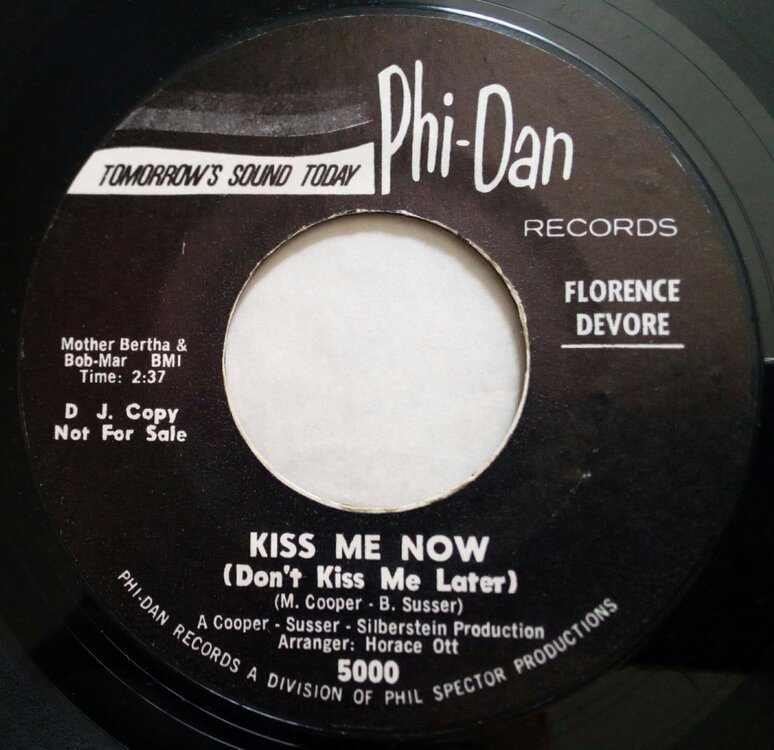 TOMORROW'S SOUND TODAY
Phi-Dan
RECORDS
FLORENCE
DEVORE
Mother Bertha &
Bob-Mar BMI
Time: 2:37
D J. Copy
Not For Sale
KISS ME NOW
(Don't Kiss Me Later)
(M. Cooper - B. Susser)
A Cooper - Susser - Silberstein Production
Arranger: Horace Ott
5000
PHI-DAN RECORDS A DIVISION OF PHIL SPECTOR PRODUCTIONS